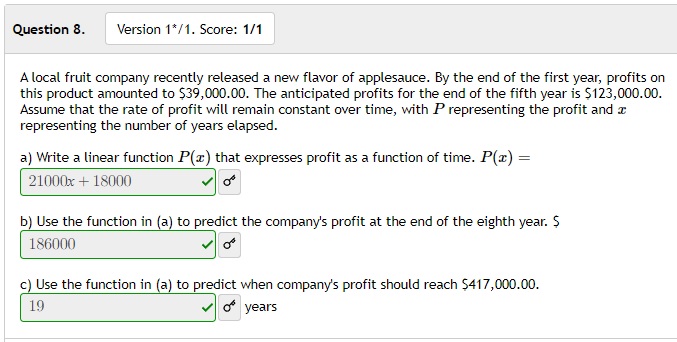 Question 8.
Version 1*/1. Score: 1/1
A local fruit company recently released a new flavor of applesauce. By the end of the first year, profits on
this product amounted to $39,000.00. The anticipated profits for the end of the fifth year is $123,000.00.
Assume that the rate of profit will remain constant over time, with P representing the profit and x
representing the number of years elapsed.
a) Write a linear function P(x) that expresses profit as a function of time. P(x) =
21000x + 18000
b) Use the function in (a) to predict the company's profit at the end of the eighth year. $
186000
c) Use the function in (a) to predict when company's profit should reach $417,000.00.
19 years